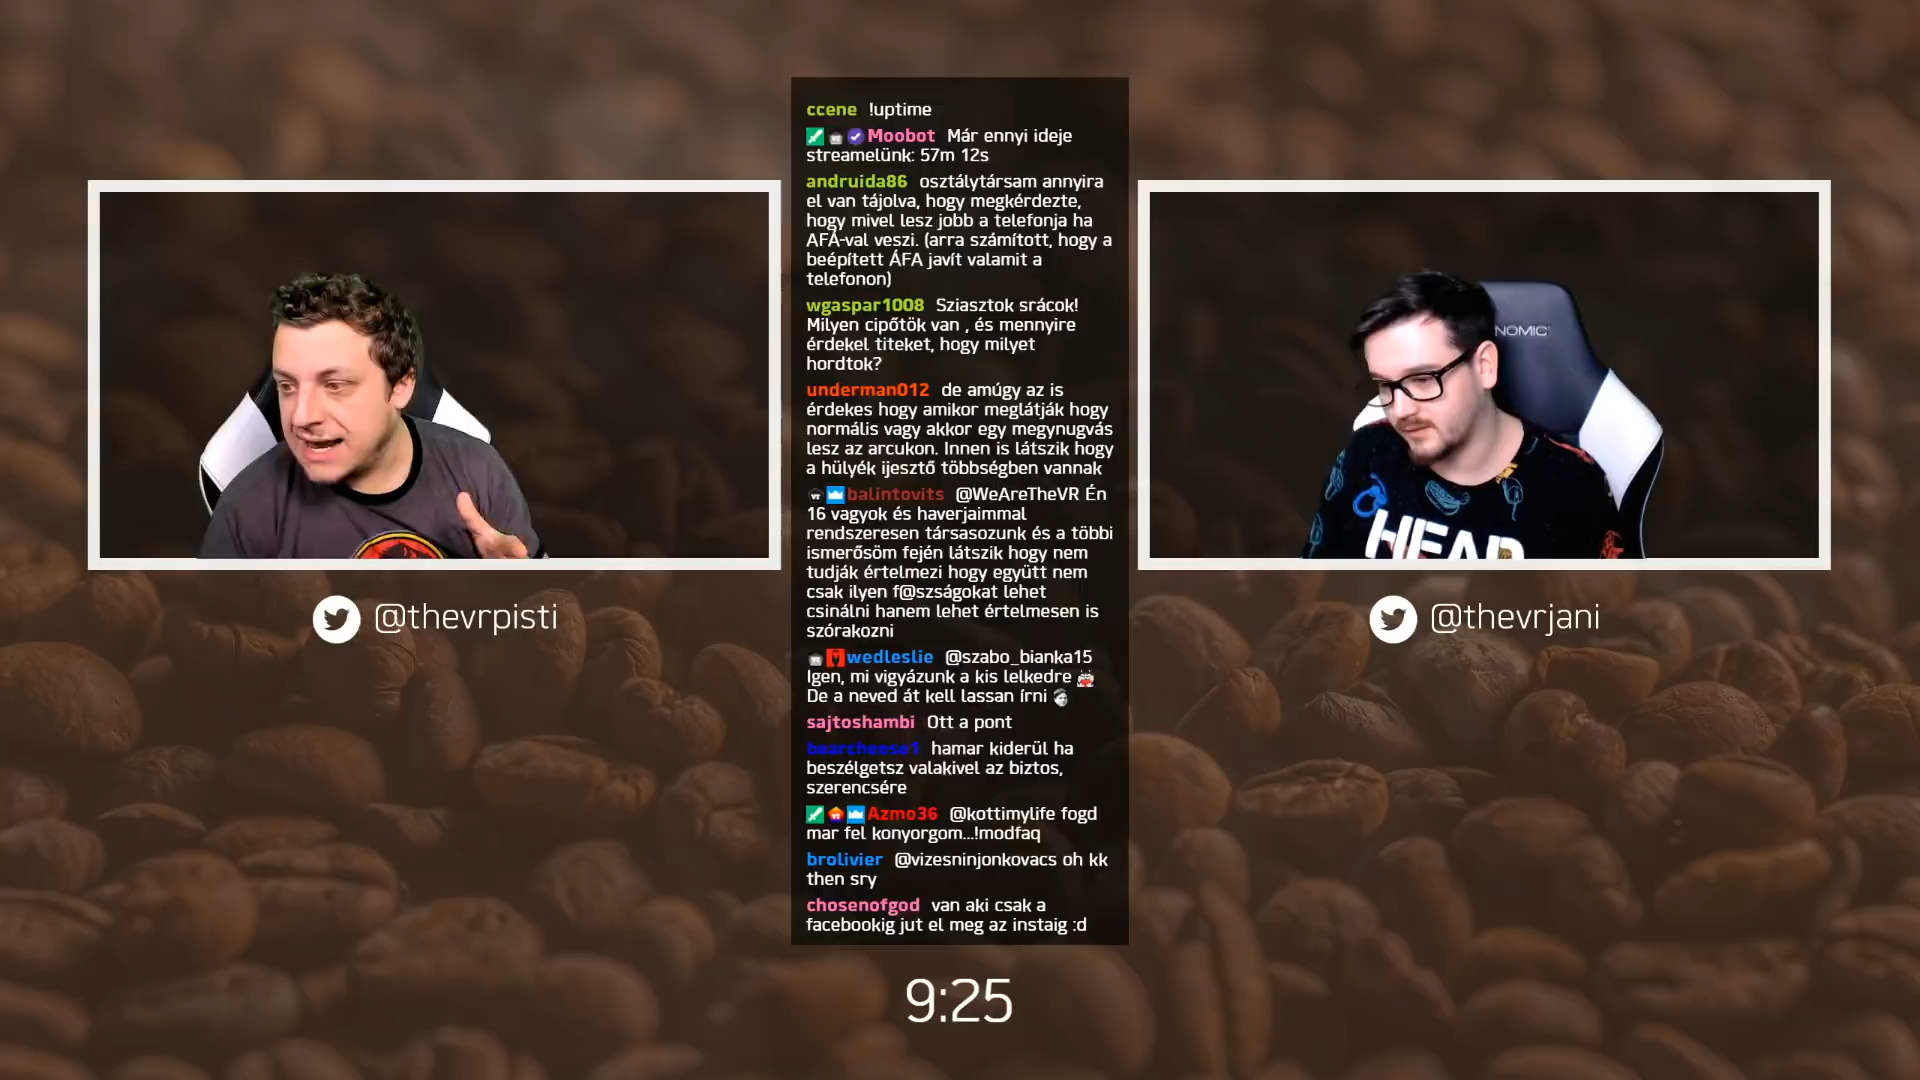 ccene !uptime
Moobot Már ennyi ideje
streamelünk: 57m 12s
andruida86 osztálytársam annyira
el van tájolva, hogy megkérdezte,
hogy mivel lesz jobb a telefonja ha
AFÁ-val veszi. (arra számított, hogy a
beépített ÁFA javít valamit a
telefonon)
wgaspar1008 Sziasztok srácok!
Milyen cipőtök van , és mennyire
érdekel titeket, hogy milyet
hordtok?
underman012 de amúgy az is
érdekes hogy amikor meglátják hogy
normális vagy akkor egy megynugvás
lesz az arcukon. Innen is látszik hogy
a hülyék ijesztő többségben vannak
balintovits @WeAreTheVR Én
16 vagyok és haverjaimmal
rendszeresen társasozunk és a többi
ismerősöm fején látszik hogy nem
tudják értelmezi hogy együtt nem
csak ilyen f@szságokat lehet
csinálni hanem lehet értelmesen is
szórakozni
wedleslie @szabo_bianka15
Igen, mi vigyázunk a kis lelkedre
De a neved át kell lassan írni
sajtoshambi Ott a pont
bearcheese1 hamar kiderül ha
beszélgetsz valakivel az biztos,
szerencsére
Azmo36 @kottimylife fogd
mar fel konyorgom...!modfaq
brolivier @vizesninjonkovacs oh kk
then sry
chosenofgod van aki csak a
facebookig jut el meg az instaig :d
@thevrpisti
NOMIC
HEAD
@thevrjani
9:25